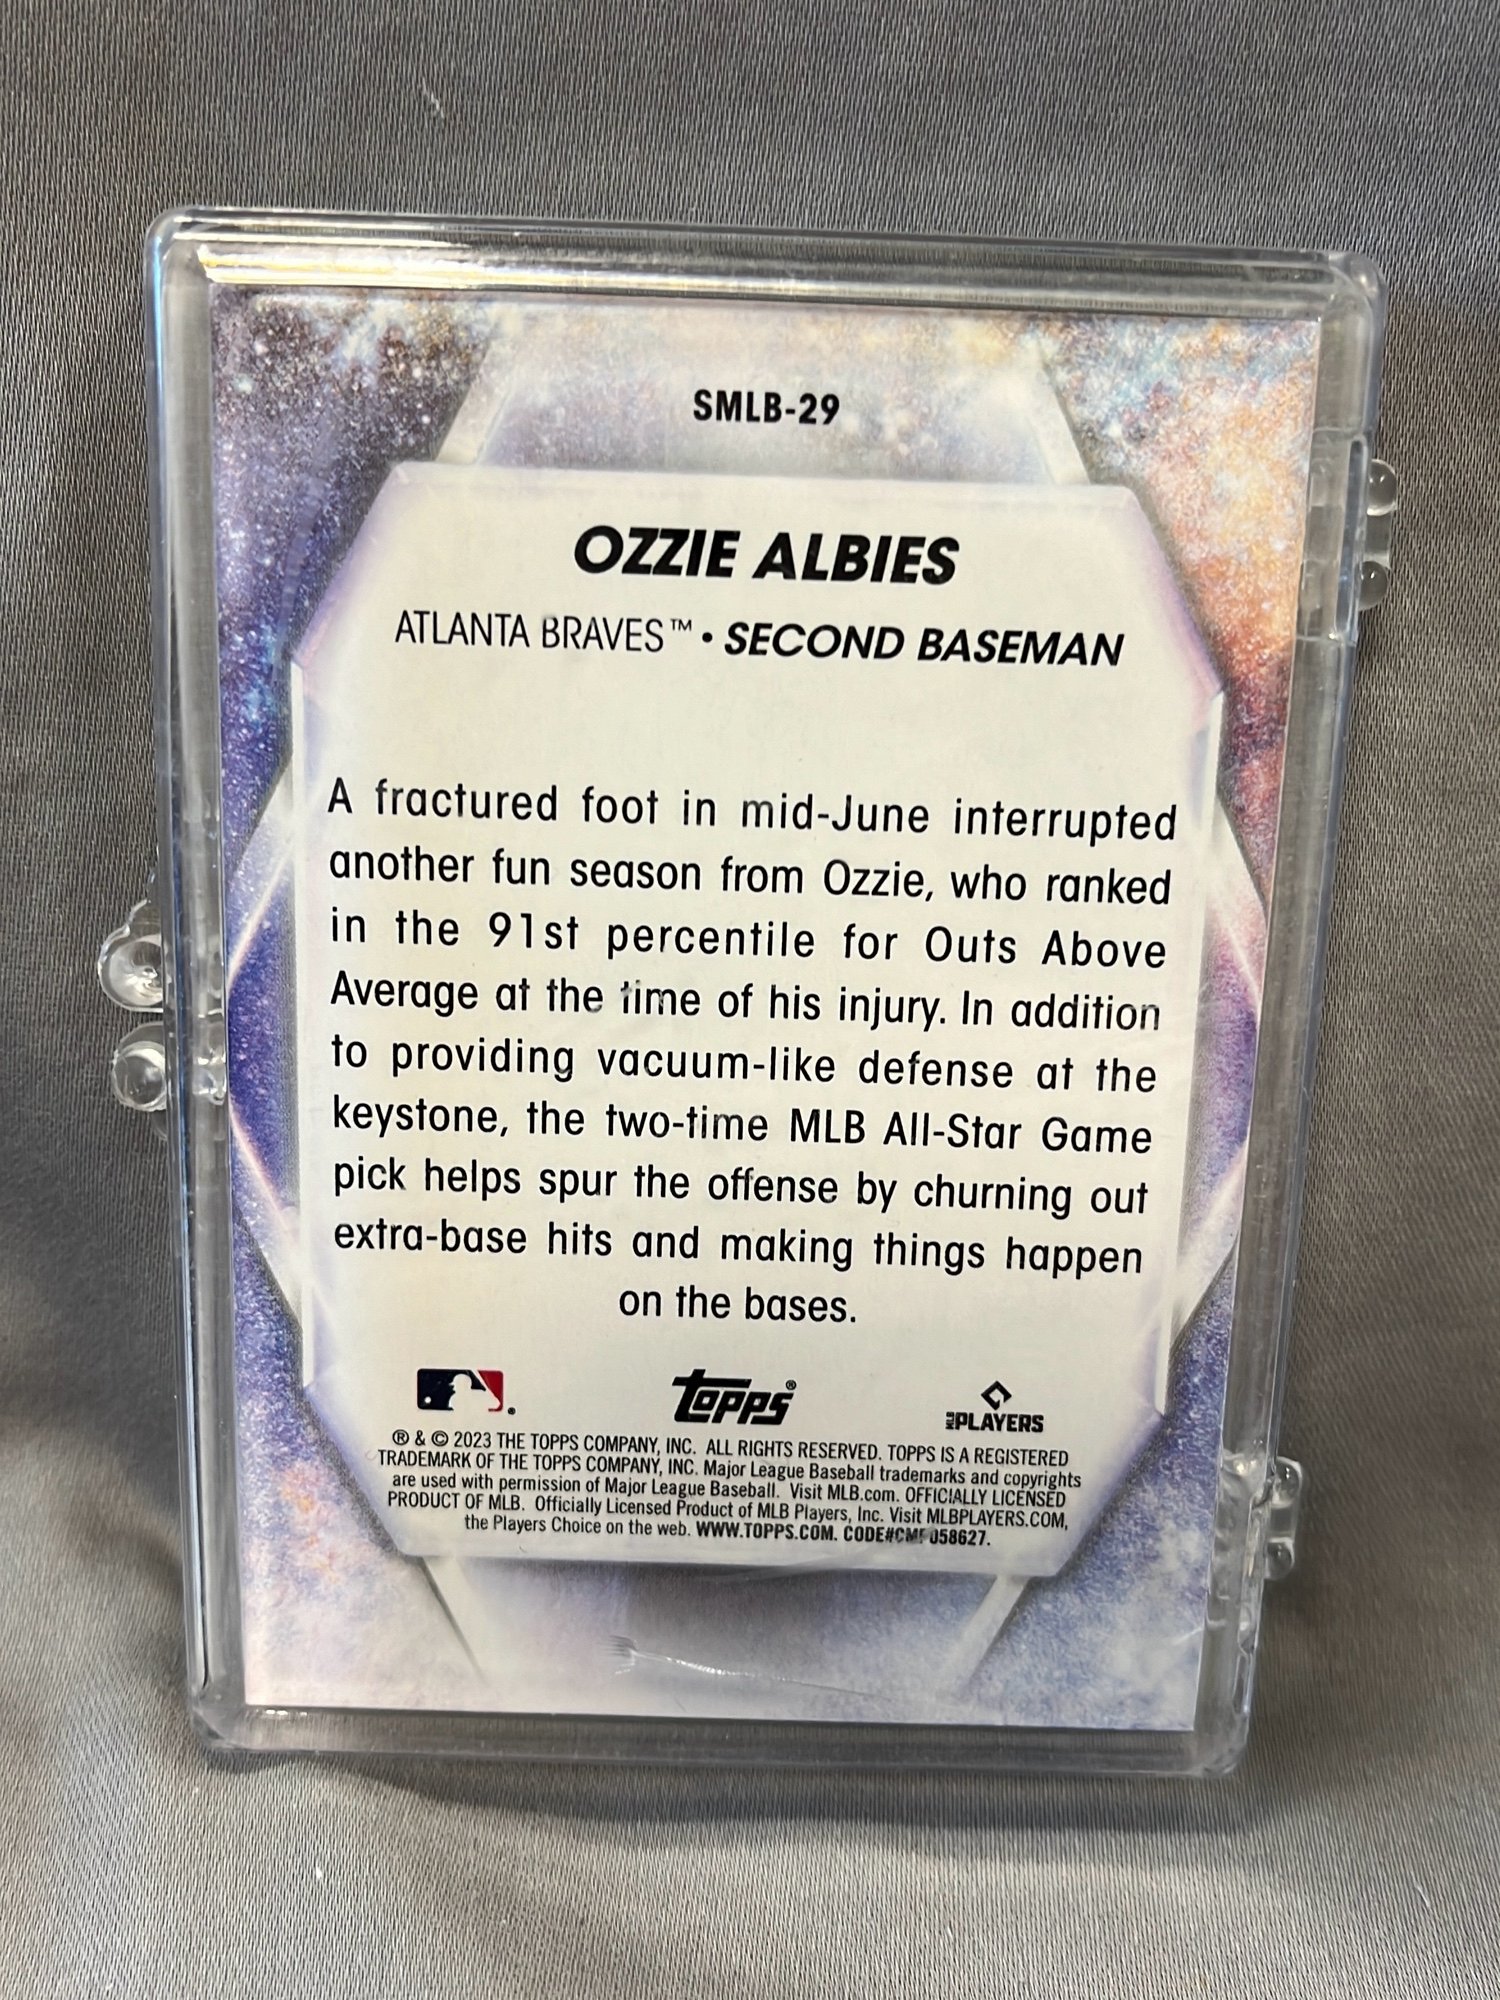 SMLB-29
OZZIE ALBIES
ATLANTA BRAVES™ • SECOND BASEMAN
A fractured foot in mid-June interrupted
another fun season from Ozzie, who ranked
in the 91st percentile for Outs Above
Average at the time of his injury. In addition
to providing vacuum-like defense at the
keystone, the two-time MLB All-Star Game
pick helps spur the offense by churning out
extra-base hits and making things happen
on the bases.
® topps® MLB PLAYERS
® & © 2023 THE TOPPS COMPANY, INC. ALL RIGHTS RESERVED. TOPPS IS A REGISTERED
TRADEMARK OF THE TOPPS COMPANY, INC. Major League Baseball trademarks and copyrights
are used with permission of Major League Baseball. Visit MLB.com. OFFICIALLY LICENSED
PRODUCT OF MLB. Officially Licensed Product of MLB Players, Inc. Visit MLBPLAYERS.COM,
the Players Choice on the web. WWW.TOPPS.COM. CODE#CMP058627.